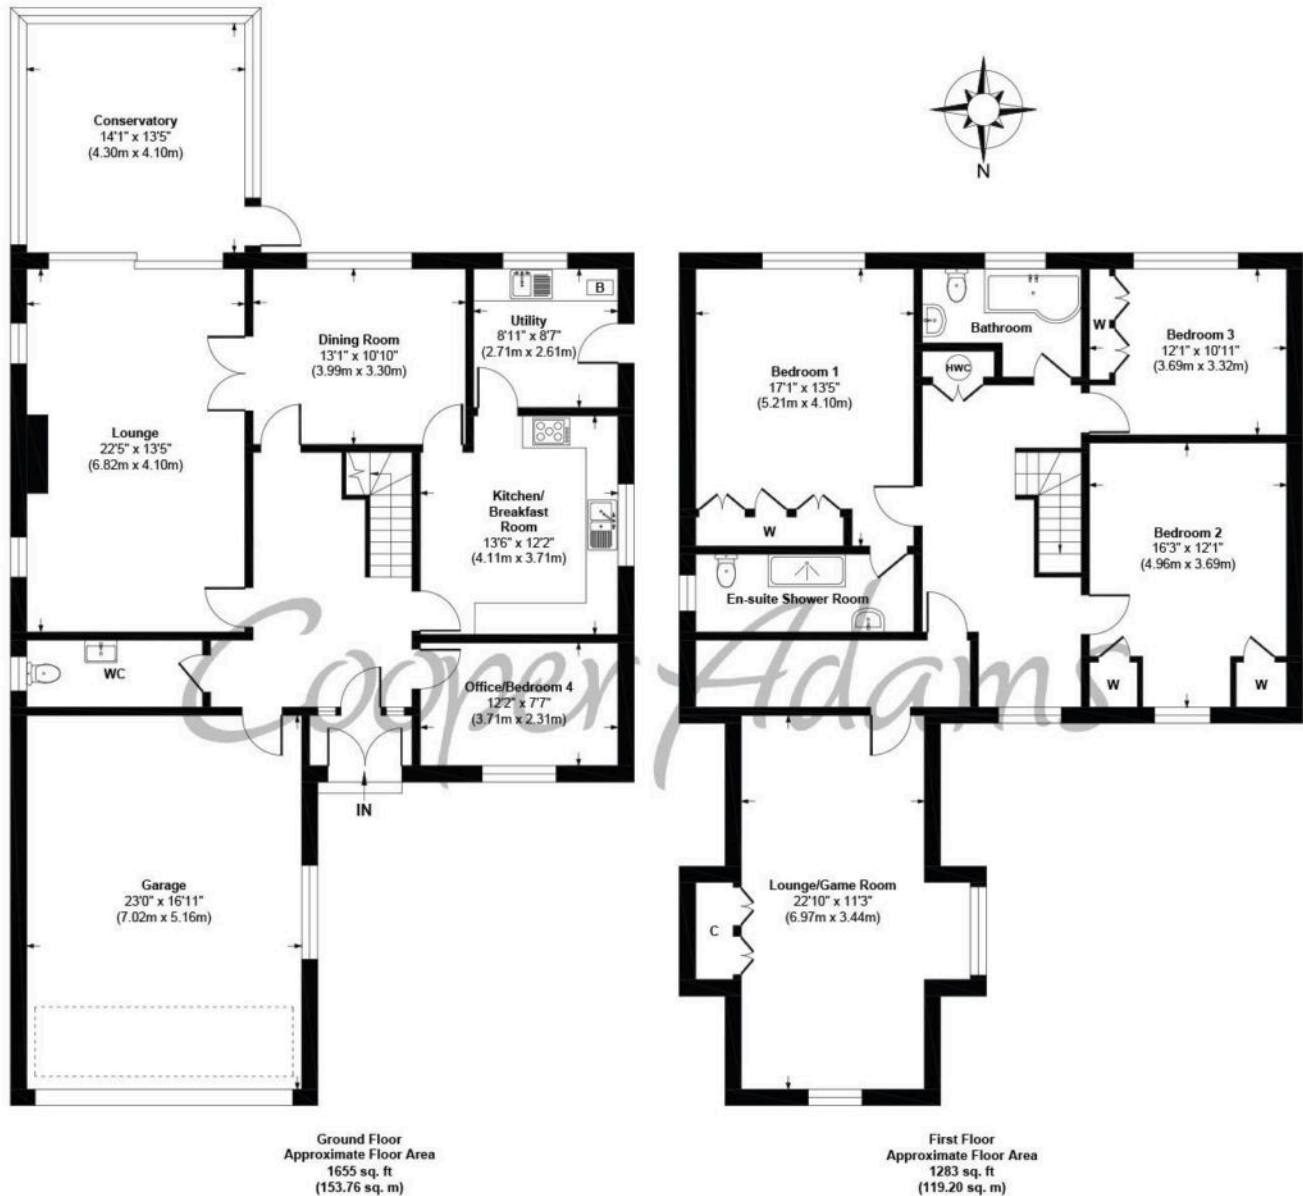 Conservatory
14'1" x 13'5"
(4.30m x 4.10m)
N
Lounge
22'5" x 13'5"
(6.82m x 4.10m)
Dining Room
13'1" x 10'10"
(3.99m x 3.30m)
B
Utility
8'11" x 8'7"
(2.71m x 2.61m)
Kitchen/
Breakfast
Room
13'6" x 12'2"
(4.11m x 3.71m)
WC
Office/Bedroom 4
12'2" x 7'7"
(3.71m x 2.31m)
IN
Garage
23'0" x 16'11"
(7.02m x 5.16m)
Ground Floor
Approximate Floor Area
1655 sq. ft
(153.76 sq. m)
Bedroom 1
17'1" x 13'5"
(5.21m x 4.10m)
W
Bathroom
HWC
W
Bedroom 3
12'1" x 10'11"
(3.69m x 3.32m)
En-suite Shower Room
Bedroom 2
16'3" x 12'1"
(4.96m x 3.69m)
W
W
Lounge/Game Room
22'10" x 11'3"
(6.97m x 3.44m)
C
First Floor
Approximate Floor Area
1283 sq. ft
(119.20 sq. m)
Cooper Adams